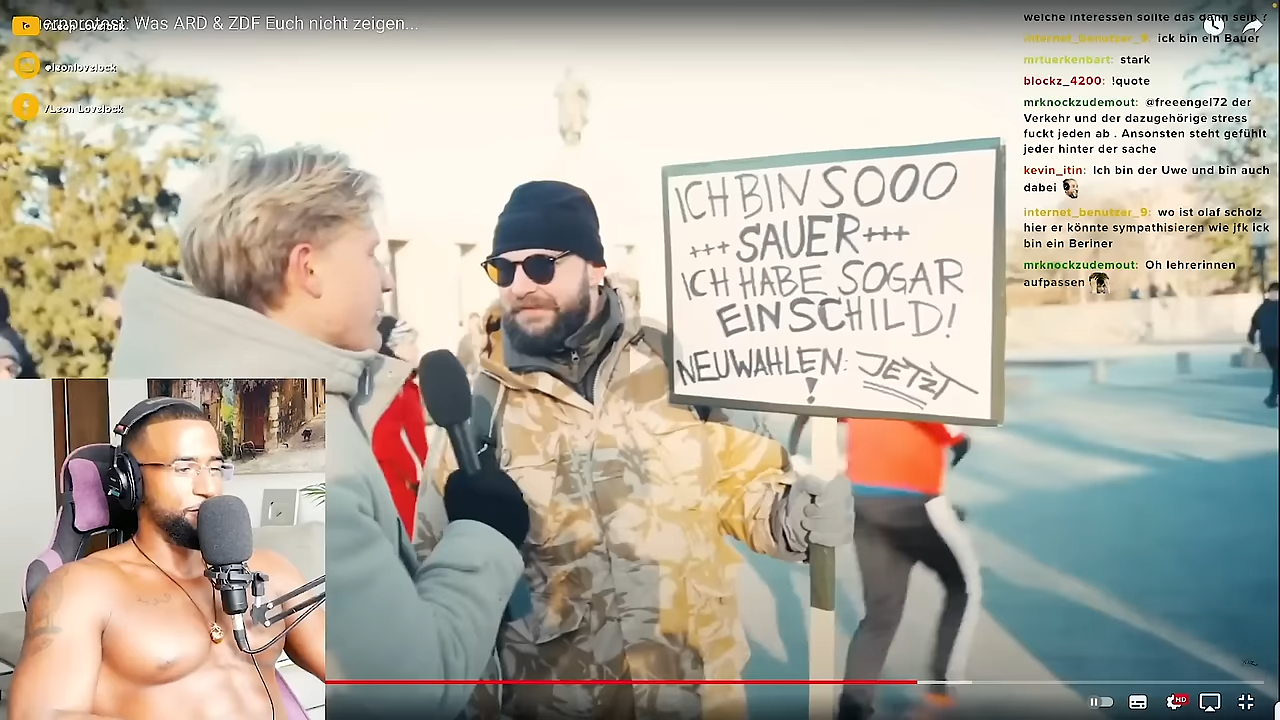 ernprotest: Was ARD & ZDF Euch nicht zeigen...
/Leon Lovelock
@leonlovelock
/Leon Lovelock
ICH BIN SOOO
+++ SAUER +++
ICH HABE SOGAR
EIN SCHILD!
NEUWAHLEN: JETZT
!
welche interessen sollte das dann sein ?
internet_benutzer_9: ick bin ein Bauer
mrtuerkenbart: stark
blockz_4200: !quote
mrknockzudemout: @freeengel72 der
Verkehr und der dazugehörige stress
fuckt jeden ab . Ansonsten steht gefühlt
jeder hinter der sache
kevin_itin: Ich bin der Uwe und bin auch
dabei
internet_benutzer_9: wo ist olaf scholz
hier er könnte sympathisieren wie jfk ick
bin ein Beriner
mrknockzudemout: Oh lehrerinnen
aufpassen
HD